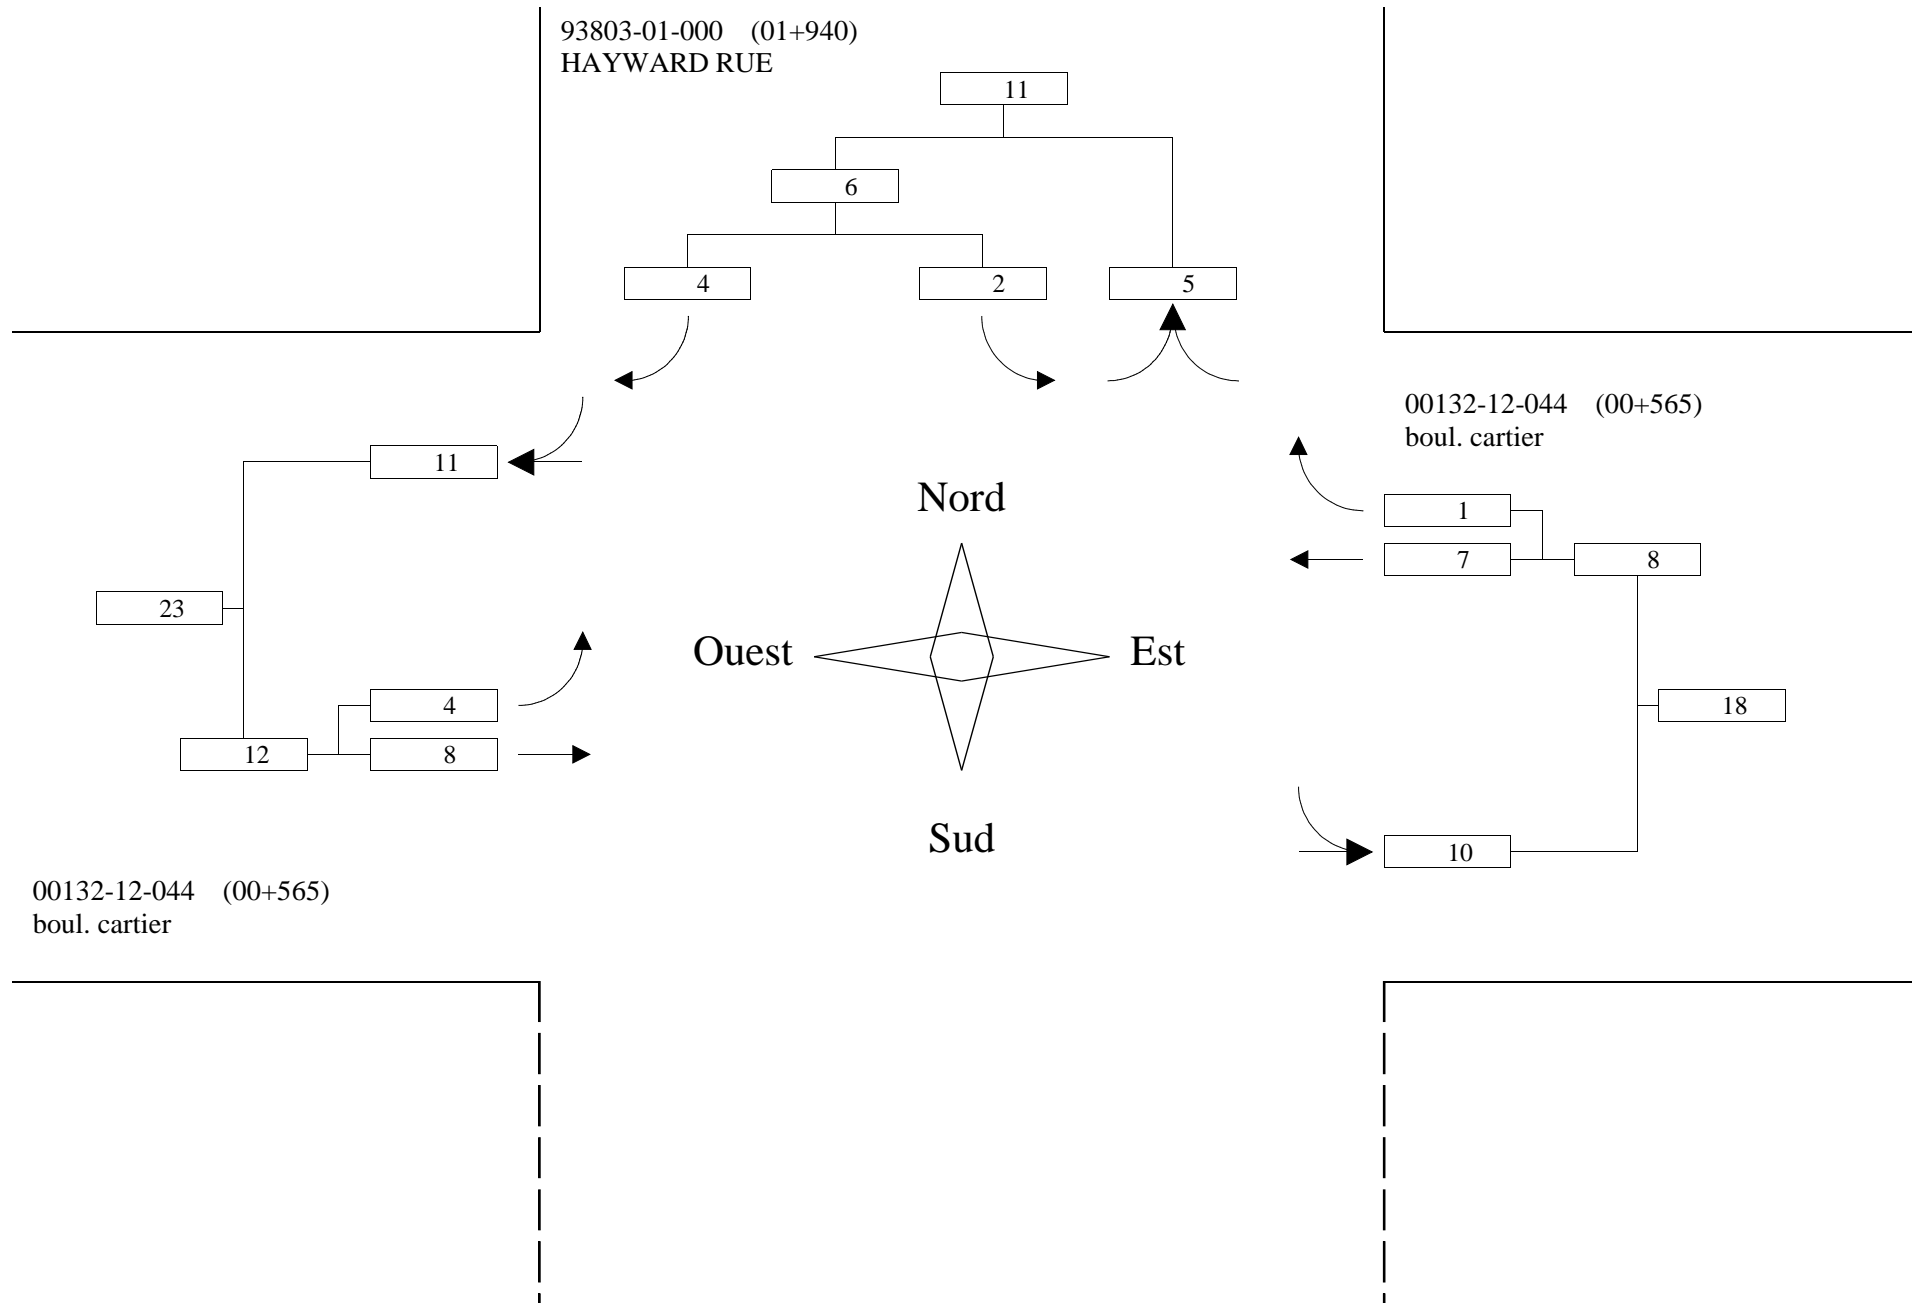 93803-01-000 (01+940)
HAYWARD RUE
11
6
4
2
5
00132-12-044 (00+565)
boul. cartier
11
Nord
1
7
8
23
Ouest
Est
4
18
12
8
Sud
10
00132-12-044 (00+565)
boul. cartier